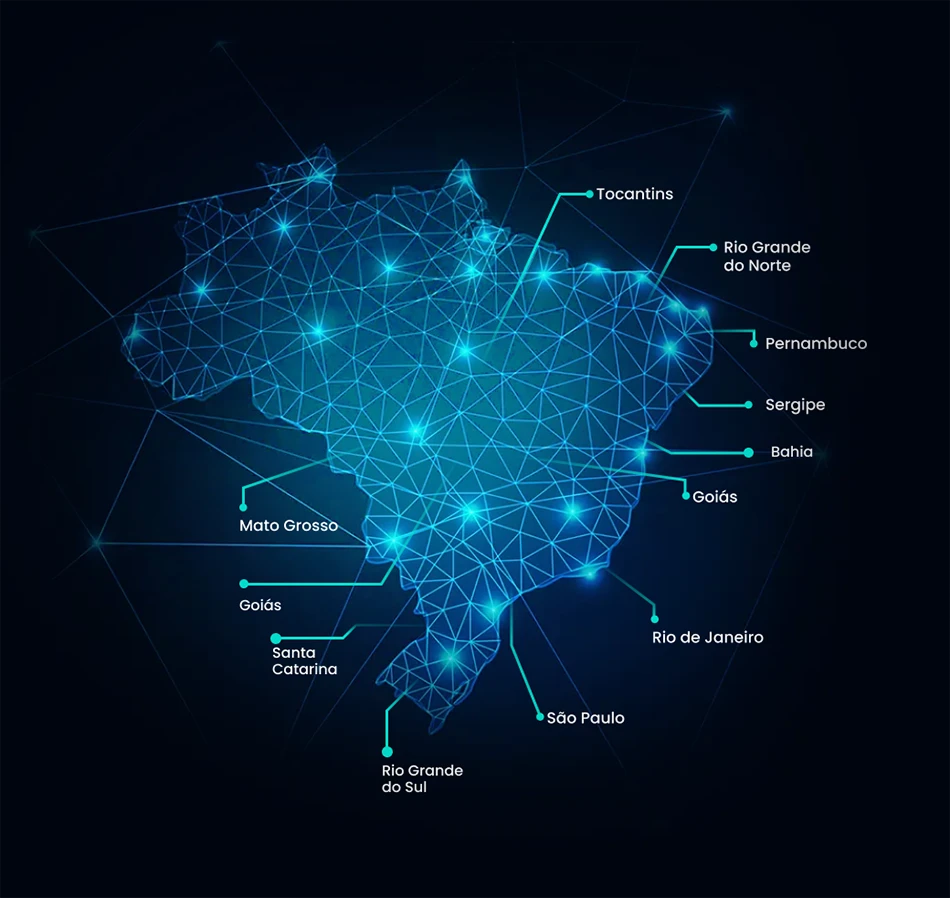 Tocantins
Rio Grande
do Norte
Pernambuco
Sergipe
Bahia
Goiás
Mato Grosso
Goiás
Rio de Janeiro
Santa
Catarina
São Paulo
Rio Grande
do Sul